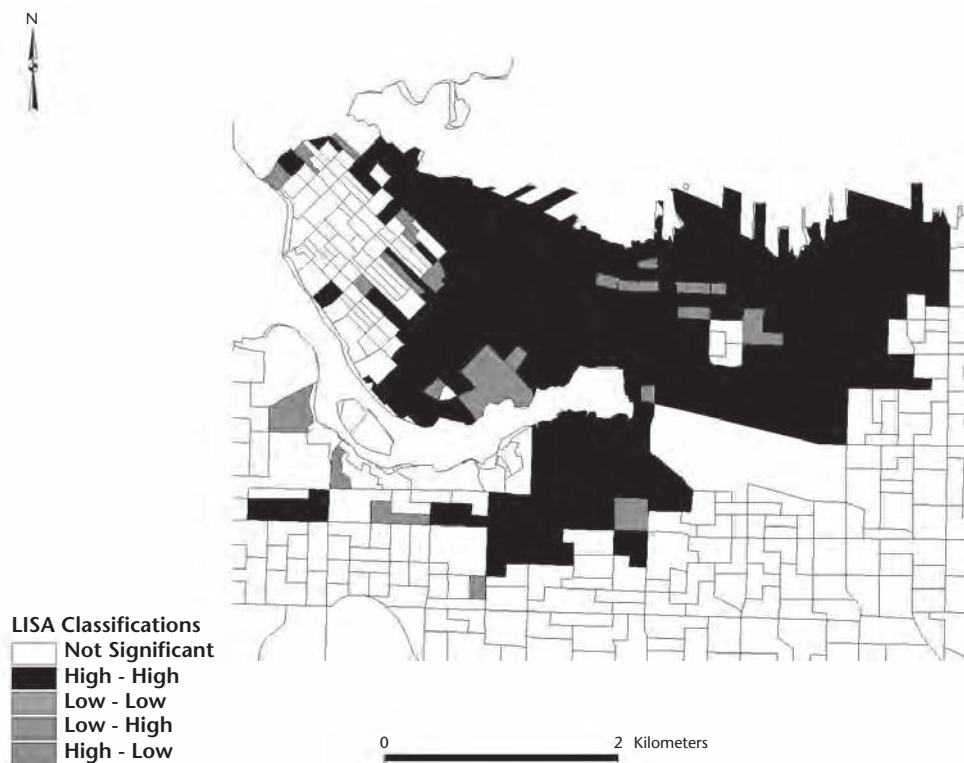 N
LISA Classifications
Not Significant
High - High
Low - Low
Low - High
High - Low
0 2 Kilometers